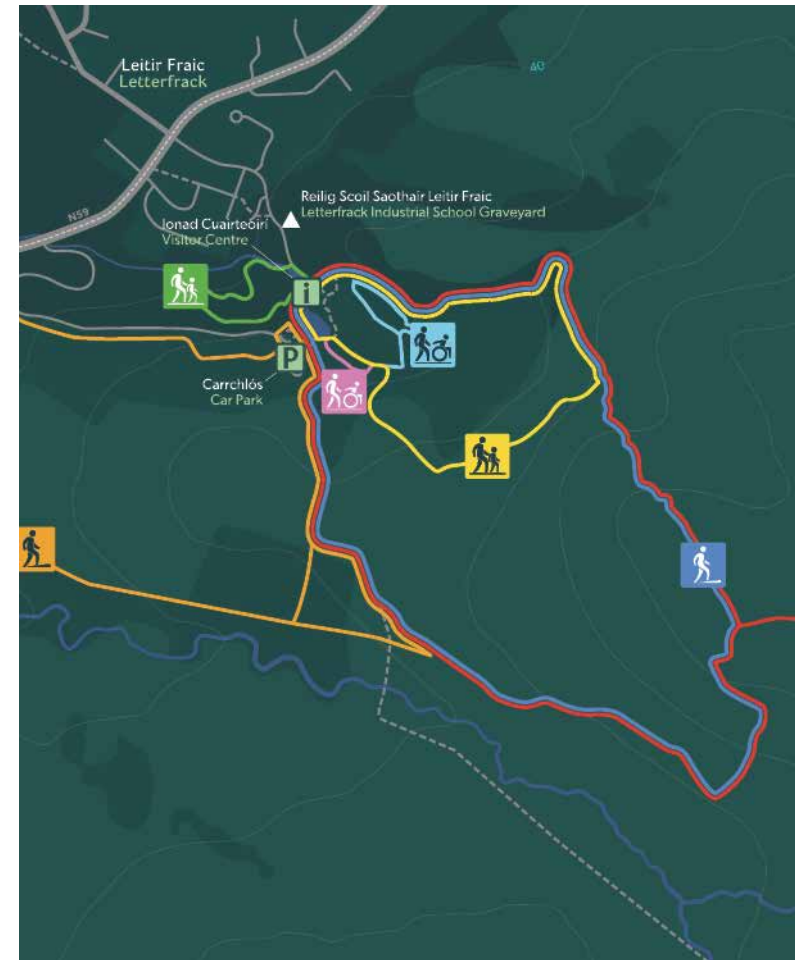 Leitir Fraic
Letterfrack
N59
Reilig Scoil Saothair Leitir Fraic
Letterfrack Industrial School Graveyard
Ionad Cuairteoirí
Visitor Centre
i
P
Carrchlós
Car Park